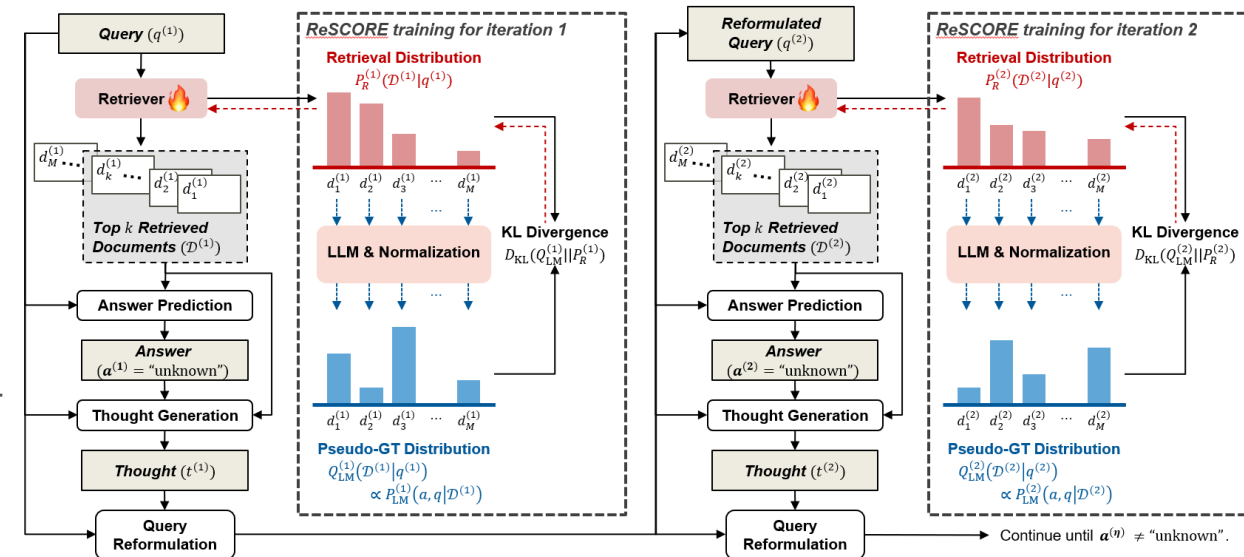 Query (q^(1))
Retriever
d_M^(1)
d_k^(1)
d_2^(1)
d_1^(1)
Top k Retrieved
Documents (𝒟^(1))
Answer Prediction
Answer
(a^(1) = “unknown”)
Thought Generation
Thought (t^(1))
Query
Reformulation
ReSCORE training for iteration 1
Retrieval Distribution
P_R^(1)(𝒟^(1)|q^(1))
d_1^(1) d_2^(1) d_3^(1) ... d_M^(1)
...
LLM & Normalization
...
d_1^(1) d_2^(1) d_3^(1) ... d_M^(1)
Pseudo-GT Distribution
Q_LM^(1)(𝒟^(1)|q^(1))
∝ P_LM^(1)(a, q|𝒟^(1))
KL Divergence
D_KL(Q_LM^(1)||P_R^(1))
Reformulated
Query (q^(2))
Retriever
d_M^(2)
d_k^(2)
d_2^(2)
d_1^(2)
Top k Retrieved
Documents (𝒟^(2))
Answer Prediction
Answer
(a^(2) = “unknown”)
Thought Generation
Thought (t^(2))
Query
Reformulation
ReSCORE training for iteration 2
Retrieval Distribution
P_R^(2)(𝒟^(2)|q^(2))
d_1^(2) d_2^(2) d_3^(2) ... d_M^(2)
...
LLM & Normalization
...
d_1^(2) d_2^(2) d_3^(2) ... d_M^(2)
Pseudo-GT Distribution
Q_LM^(2)(𝒟^(2)|q^(2))
∝ P_LM^(2)(a, q|𝒟^(2))
KL Divergence
D_KL(Q_LM^(2)||P_R^(2))
Continue until a^(η) ≠ “unknown”.